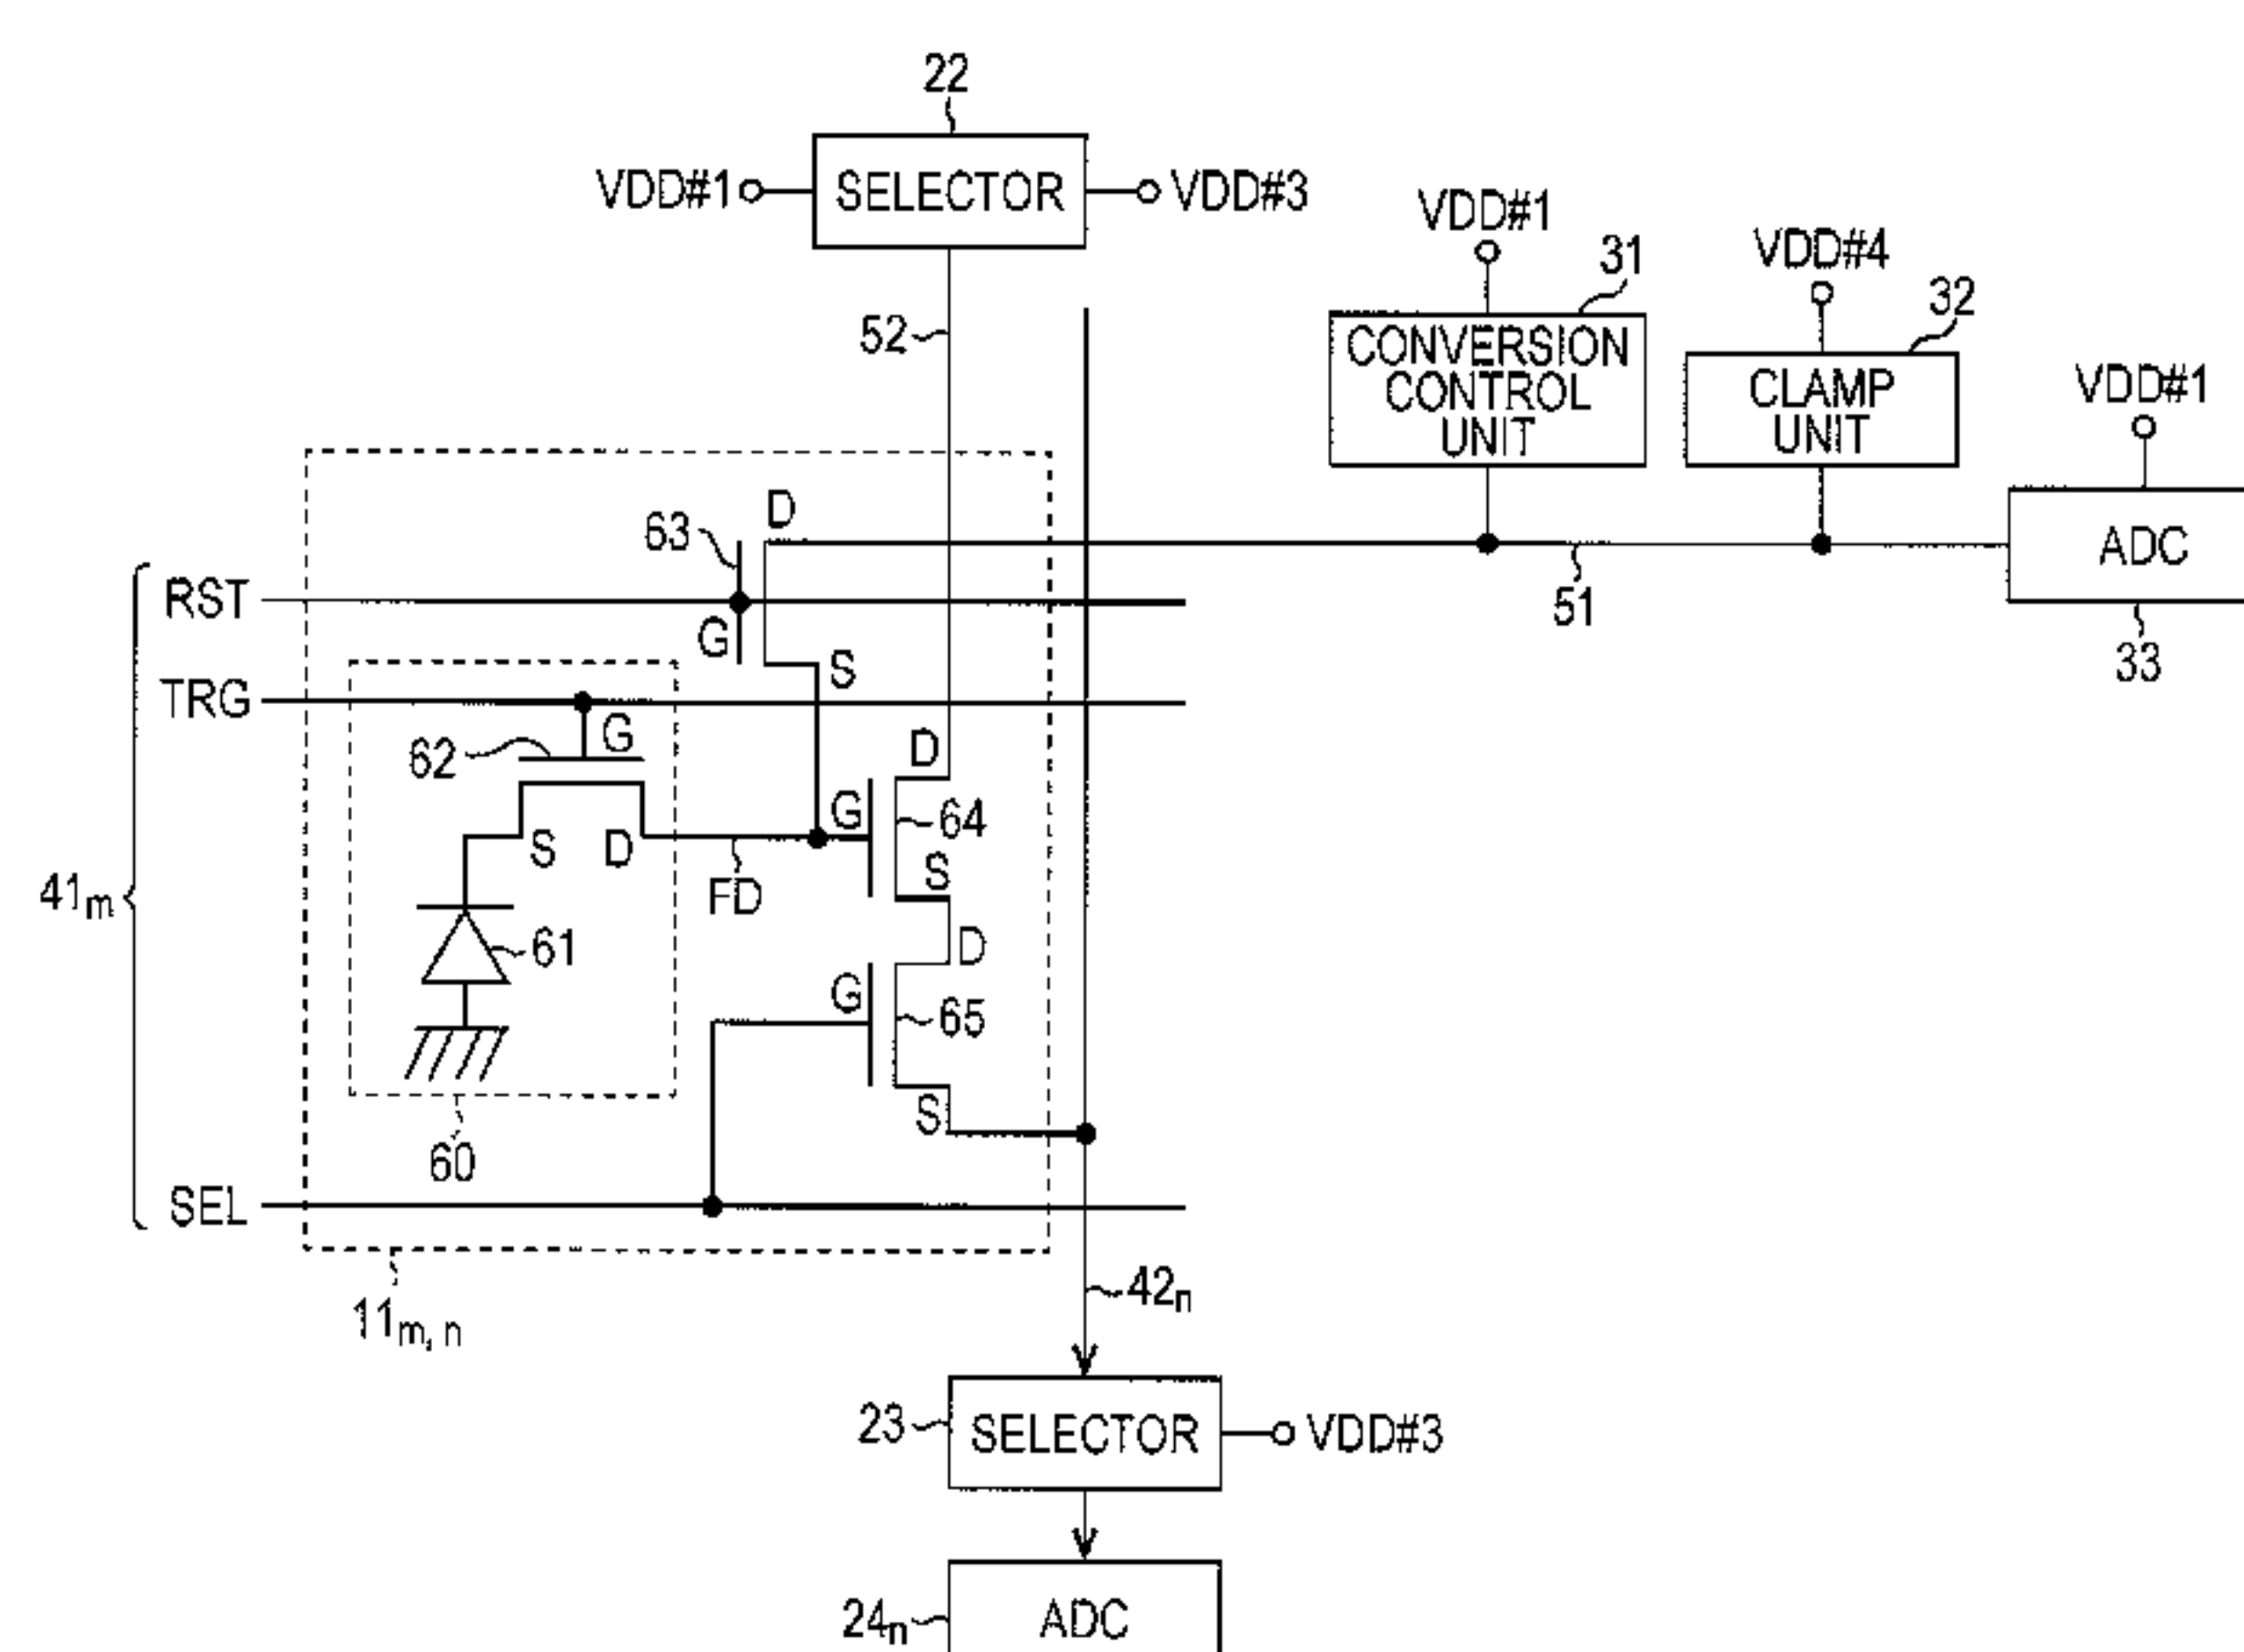 22
VDD#1
SELECTOR
VDD#3
VDD#1
31
VDD#4
32
52
CONVERSION
CONTROL
UNIT
CLAMP
UNIT
VDD#1
D
63
ADC
51
RST
G
33
S
TRG
G
62
D
G
64
S
D
S
FD
41m
61
D
G
65
S
60
SEL
42n
11m, n
23
SELECTOR
VDD#3
24n
ADC